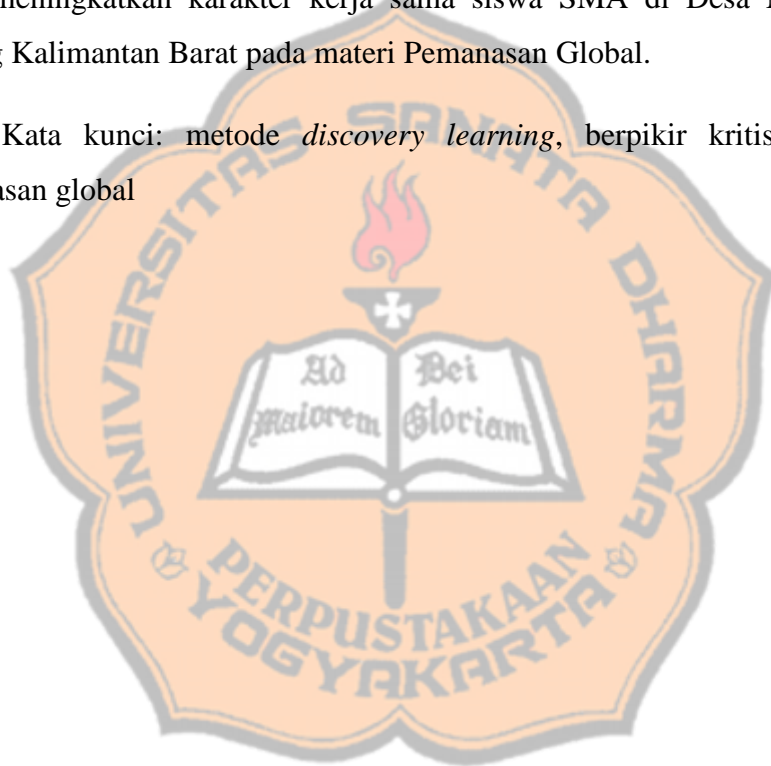 meningkatkan karakter kerja sama siswa SMA di Desa
Kalimantan Barat pada materi Pemanasan Global.
Kata kunci: metode discovery learning, berpikir kritis
asan global
UNIVERSITAS SANATA DHARMA
Ad Dei
maiorem Gloriam
PERPUSTAKAAN
YOGYAKARTA